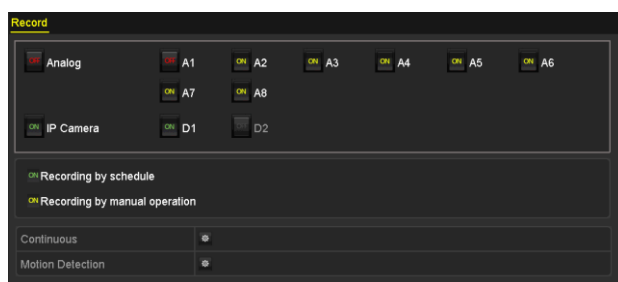 Record
OFF Analog OFF A1 ON A2 ON A3 ON A4 ON A5 ON A6
ON A7 ON A8
ON IP Camera ON D1 OFF D2
ON Recording by schedule
ON Recording by manual operation
Continuous
Motion Detection